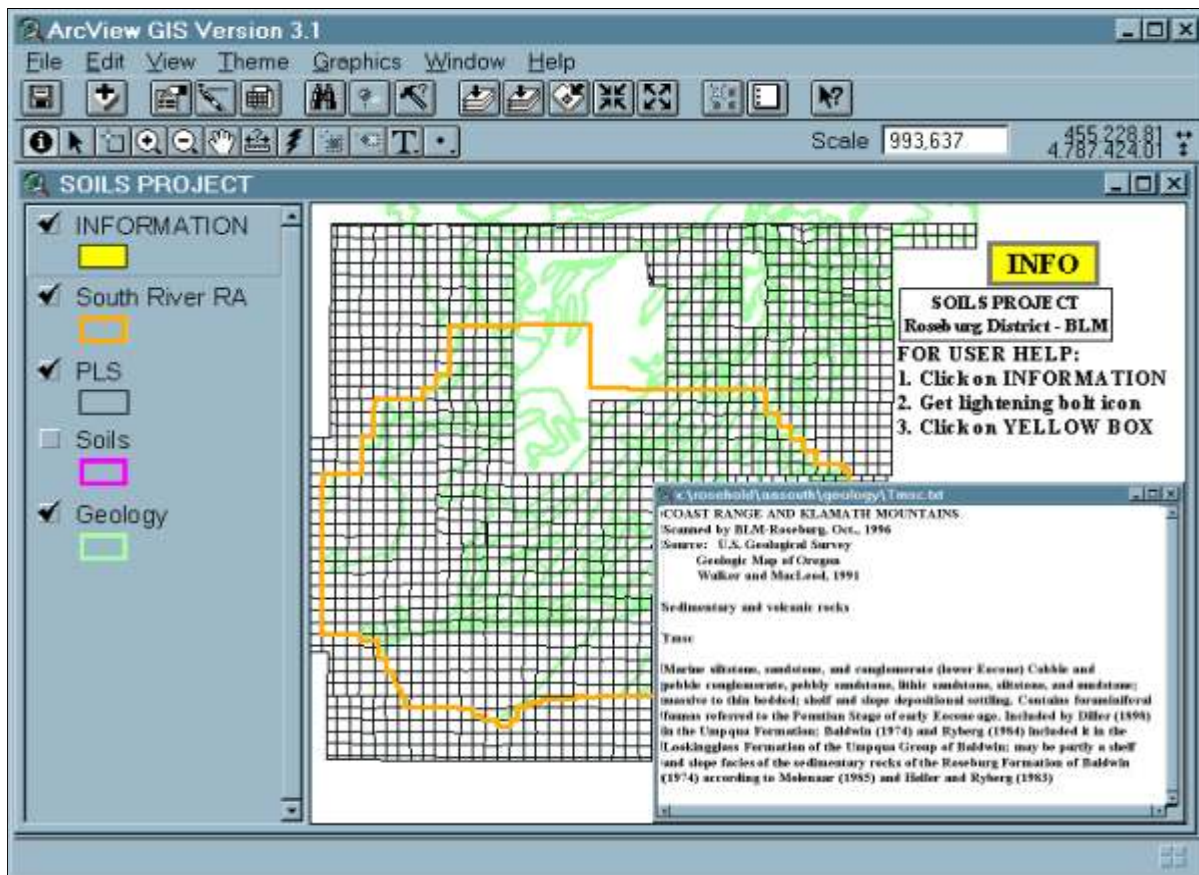 ArcView GIS Version 3.1
File Edit View Theme Graphics Window Help
Scale 993,637 455,228.81
4,787,424.01
SOILS PROJECT
INFORMATION
South River RA
PLS
Soils
Geology
INFO
SOILS PROJECT
Roseburg District - BLM
FOR USER HELP:
1. Click on INFORMATION
2. Get lightening bolt icon
3. Click on YELLOW BOX
\geology\Tmsc.txt
COAST RANGE AND KLAMATH MOUNTAINS
Scanned by BLM-Roseburg, Oct., 1996
Source: U.S. Geological Survey
Geologic Map of Oregon
Walker and MacLeod, 1991
Sedimentary and volcanic rocks
Tmsc
Marine siltstone, sandstone, and conglomerate (lower Eocene) Cobble and
pebble conglomerate, pebbly sandstone, lithic sandstone, siltstone, and mudstone;
massive to thin bedded; shelf and slope depositional settling. Contains foraminiferal
faunas referred to the Penutian Stage of early Eocene age. Included by Diller (1898)
in the Umpqua Formation; Baldwin (1974) and Ryberg (1984) included it in the
Lookingglass Formation of the Umpqua Group of Baldwin; may be partly a shelf
and slope facies of the sedimentary rocks of the Roseburg Formation of Baldwin
(1974) according to Molenaar (1985) and Heller and Ryberg (1983)